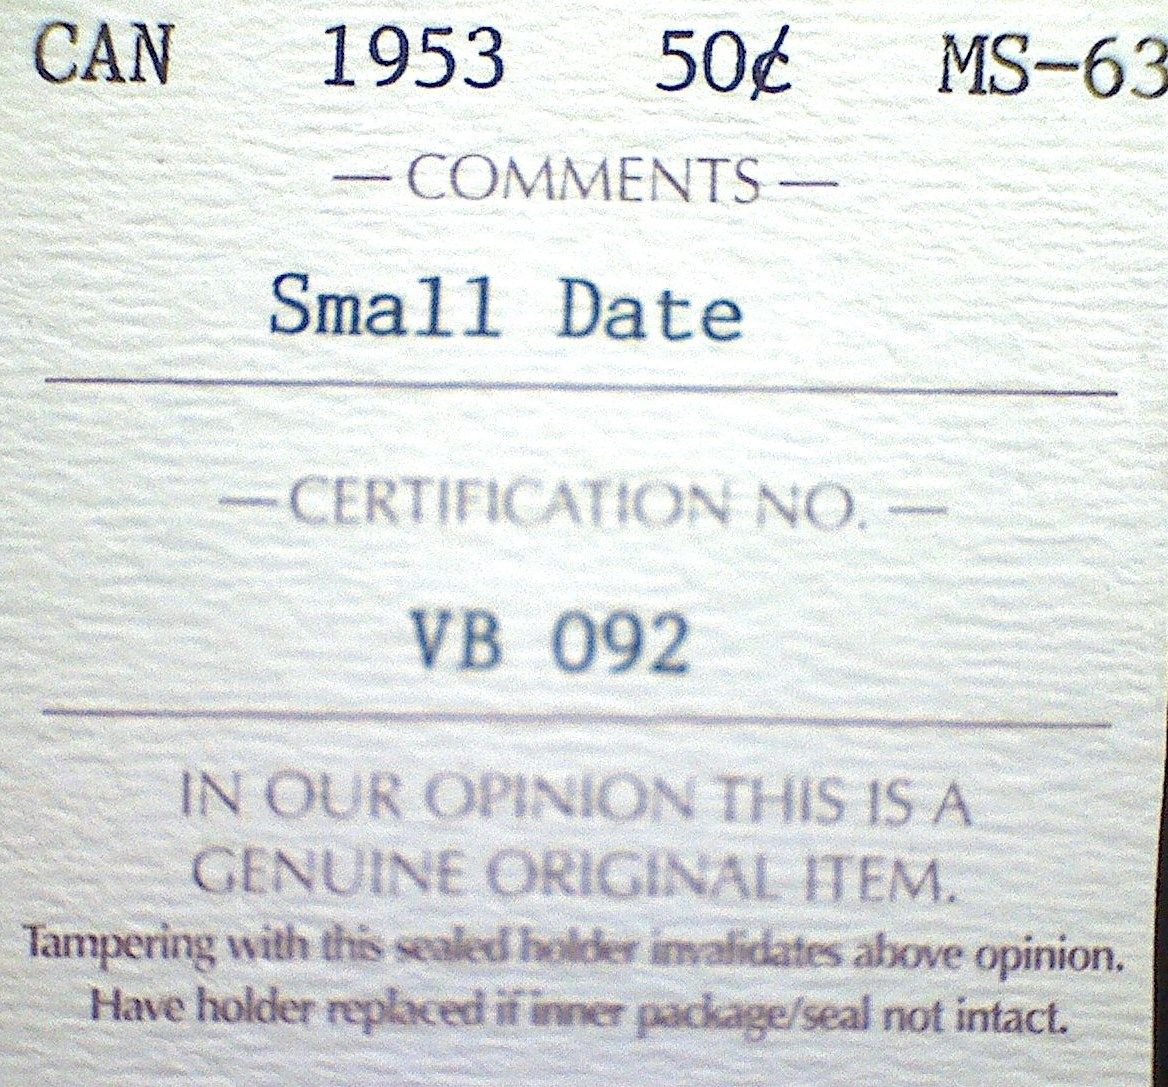 CAN 1953 50¢ MS-63
— COMMENTS —
Small Date
— CERTIFICATION NO. —
VB 092
IN OUR OPINION THIS IS A
GENUINE ORIGINAL ITEM.
Tampering with this sealed holder invalidates above opinion.
Have holder replaced if inner package/seal not intact.